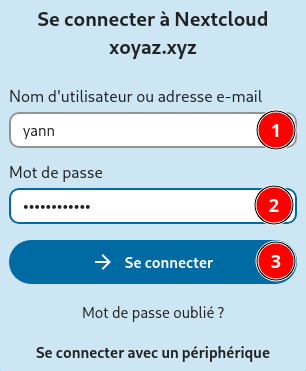 Se connecter à Nextcloud
xoyaz.xyz
Nom d'utilisateur ou adresse e-mail
yann
1
Mot de passe
••••••••••••
2
→ Se connecter
3
Mot de passe oublié ?
Se connecter avec un périphérique